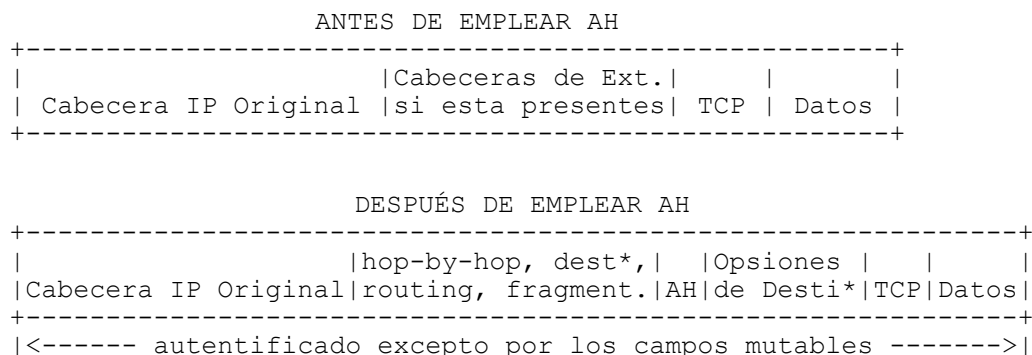 ANTES DE EMPLEAR AH
+------------------------------------------------------+
|                      |Cabeceras de Ext.|     |       |
| Cabecera IP Original |si esta presentes| TCP | Datos |
+------------------------------------------------------+
DESPUÉS DE EMPLEAR AH
+--------------------------------------------------------------+
|                    |hop-by-hop, dest*,|  |Opsiones |   |     |
|Cabecera IP Original|routing, fragment.|AH|de Desti*|TCP|Datos|
+--------------------------------------------------------------+
|<------ autentificado excepto por los campos mutables ------->|